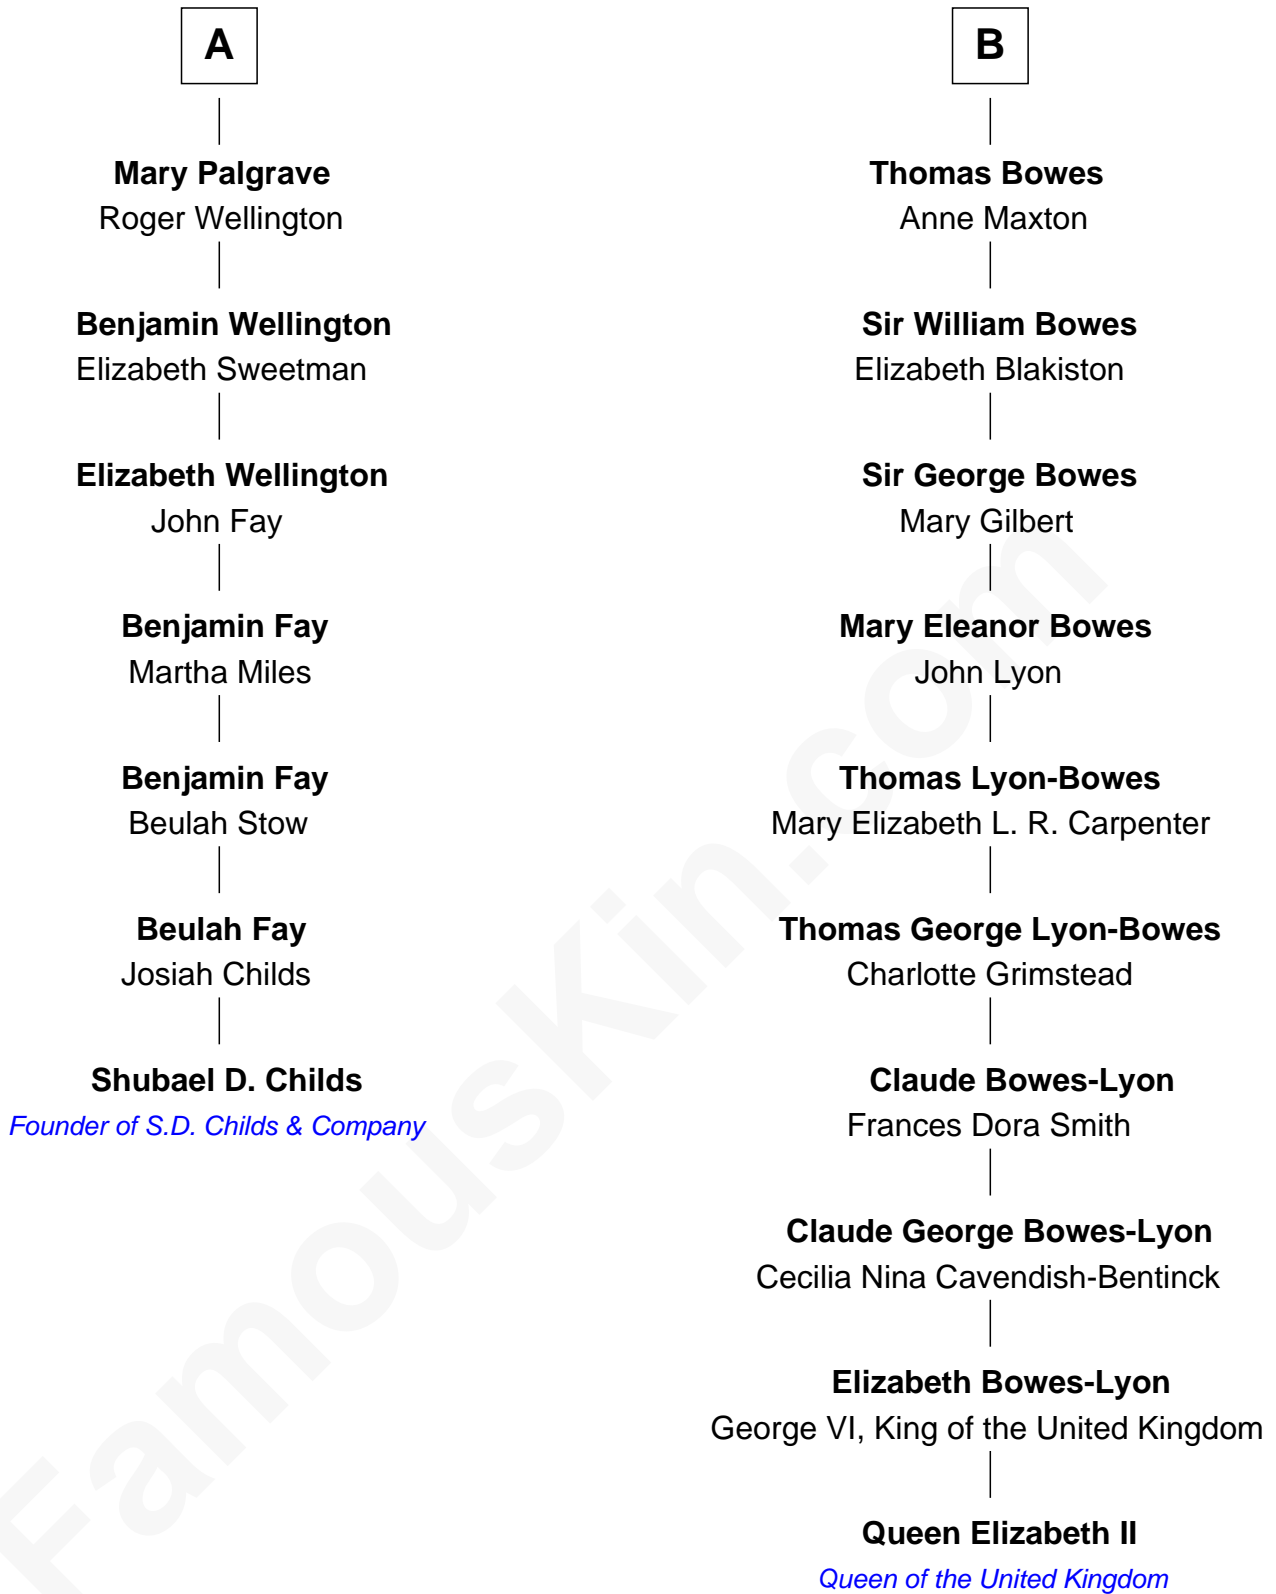 A
Mary Palgrave
Roger Wellington
Benjamin Wellington
Elizabeth Sweetman
Elizabeth Wellington
John Fay
Benjamin Fay
Martha Miles
Benjamin Fay
Beulah Stow
Beulah Fay
Josiah Childs
Shubael D. Childs
Founder of S.D. Childs & Company
B
Thomas Bowes
Anne Maxton
Sir William Bowes
Elizabeth Blakiston
Sir George Bowes
Mary Gilbert
Mary Eleanor Bowes
John Lyon
Thomas Lyon-Bowes
Mary Elizabeth L. R. Carpenter
Thomas George Lyon-Bowes
Charlotte Grimstead
Claude Bowes-Lyon
Frances Dora Smith
Claude George Bowes-Lyon
Cecilia Nina Cavendish-Bentinck
Elizabeth Bowes-Lyon
George VI, King of the United Kingdom
Queen Elizabeth II
Queen of the United Kingdom
FamousKin.com